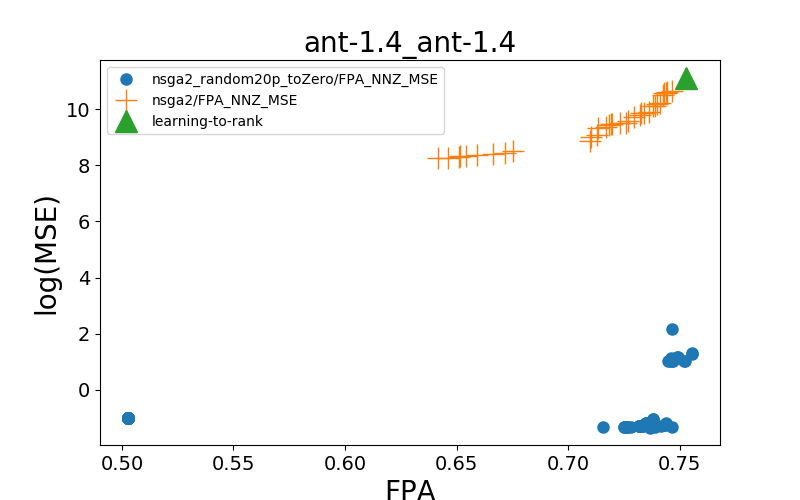 ant-1.4_ant-1.4
nsga2_random20p_toZero/FPA_NNZ_MSE
nsga2/FPA_NNZ_MSE
learning-to-rank
log(MSE)
10
8
6
4
2
0
0.50 0.55 0.60 0.65 0.70 0.75
FPA